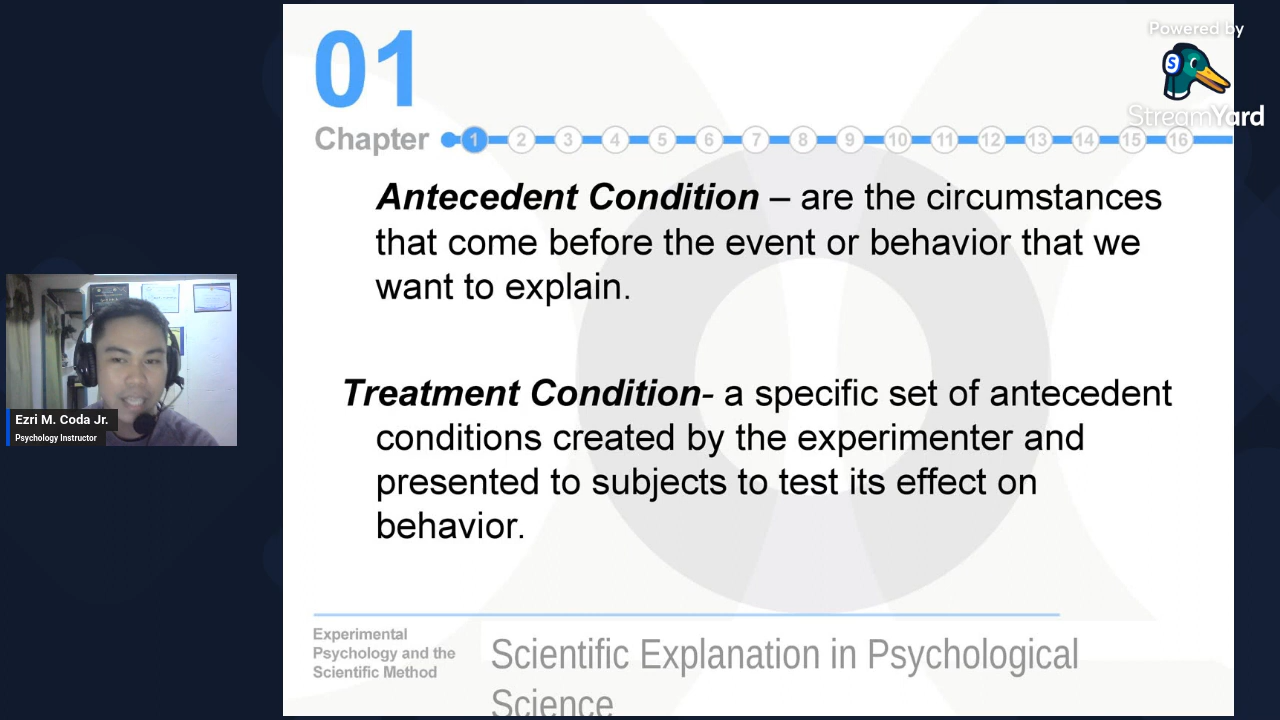 01
Chapter 1 2 3 4 5 6 7 8 9 10 11 12 13 14 15 16
Powered by
S
StreamYard
Antecedent Condition – are the circumstances
that come before the event or behavior that we
want to explain.
Treatment Condition- a specific set of antecedent
conditions created by the experimenter and
presented to subjects to test its effect on
behavior.
Ezri M. Coda Jr.
Psychology Instructor
Experimental
Psychology and the
Scientific Method
Scientific Explanation in Psychological
Science